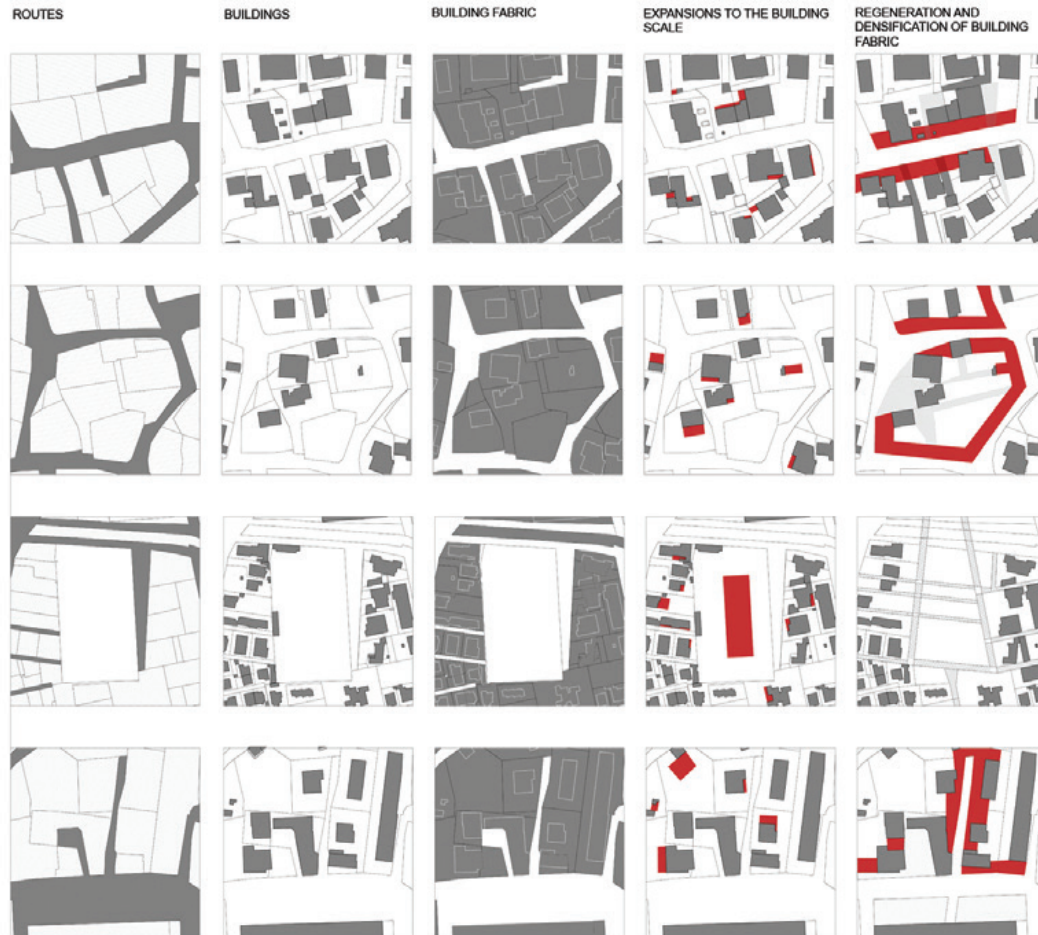 ROUTES
BUILDINGS
BUILDING FABRIC
EXPANSIONS TO THE BUILDING
SCALE
REGENERATION AND
DENSIFICATION OF BUILDING
FABRIC